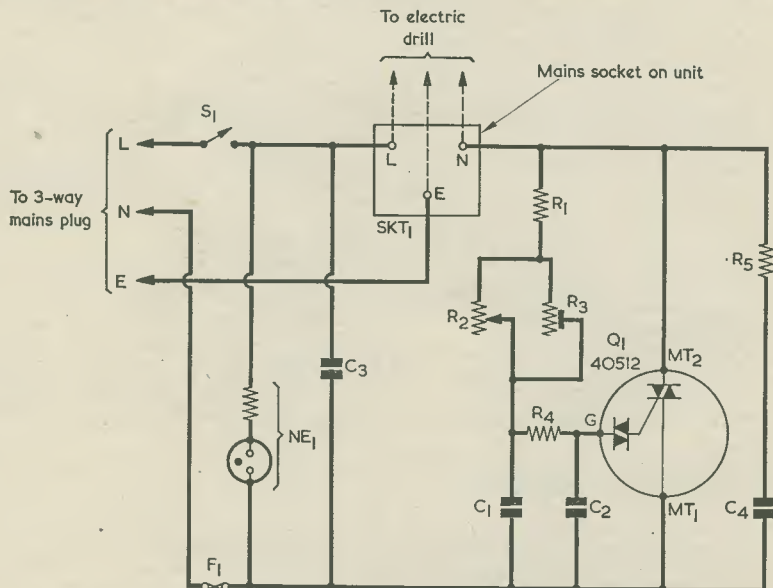 To electric
drill
Mains socket on unit
S1
L
L
N
E
SKT1
To 3-way
mains plug
N
E
R1
R2
R3
R5
Q1
40512
MT2
C3
NE1
R4
G
C1
C2
MT1
C4
F1